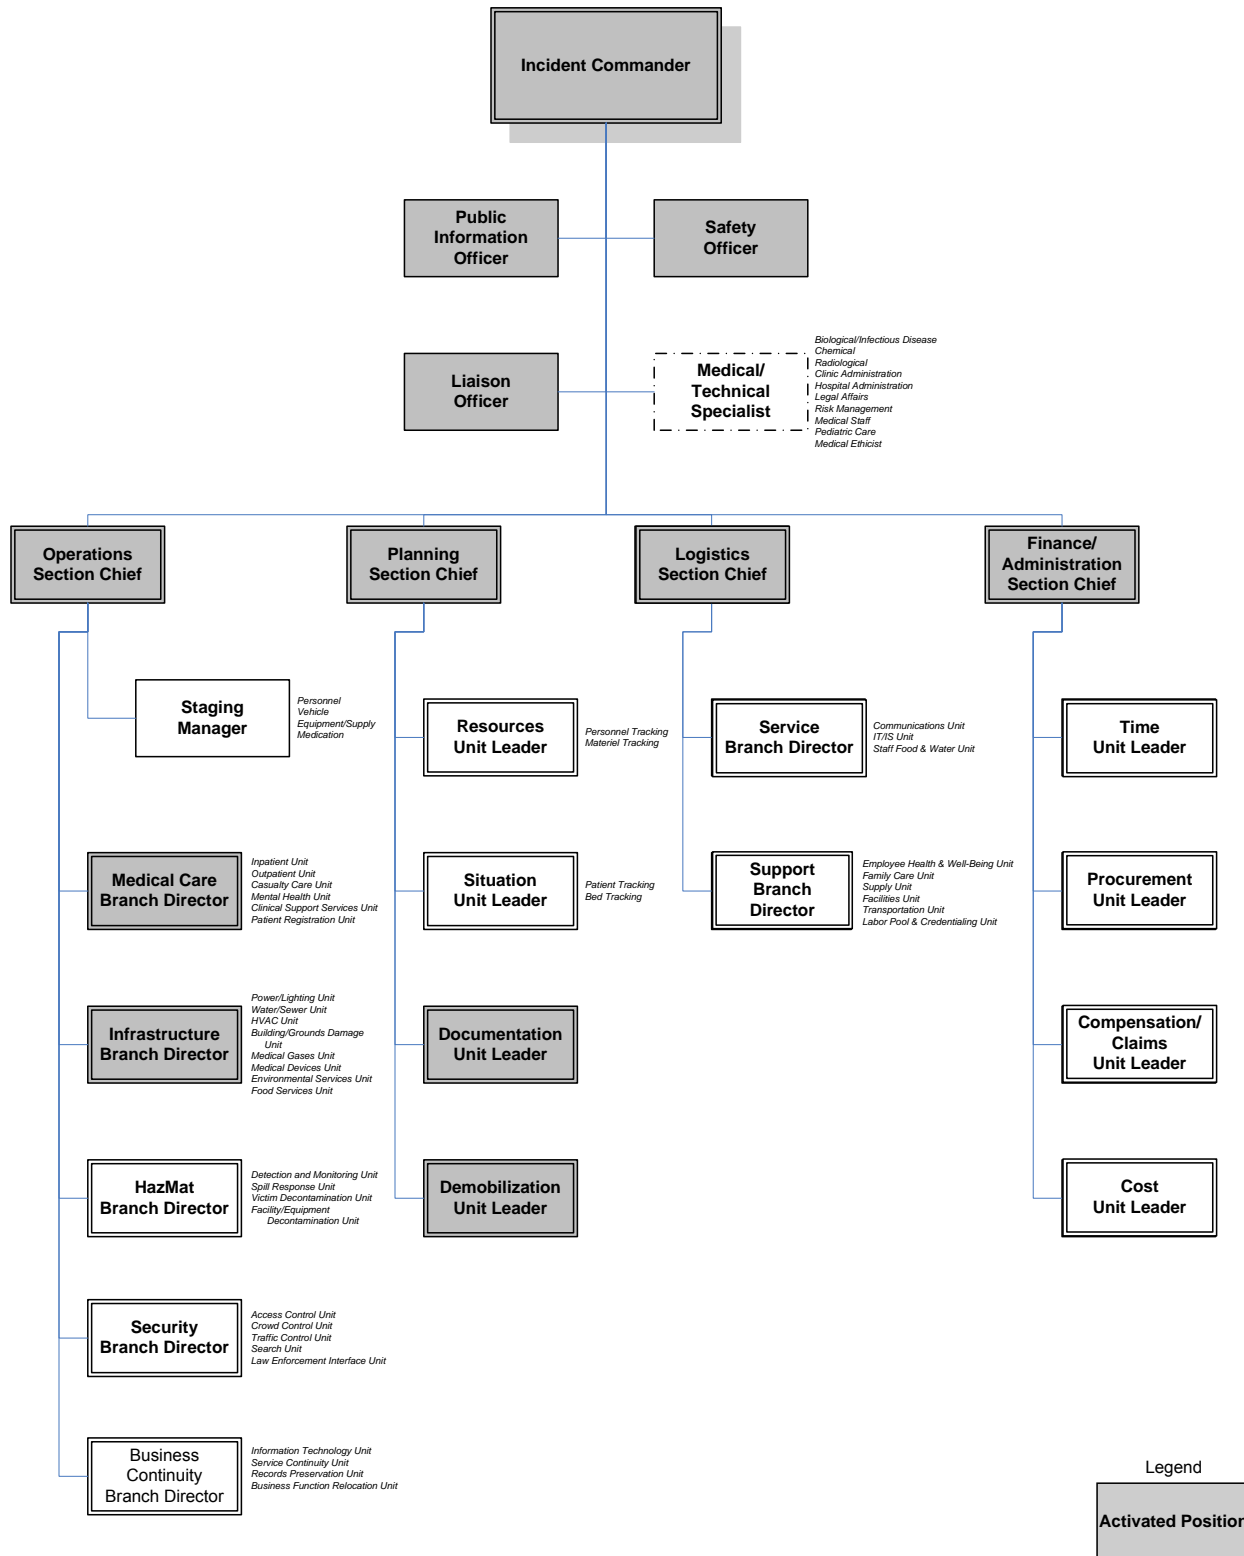 Incident Commander
Public
Information
Officer
Safety
Officer
Liaison
Officer
Medical/
Technical
Specialist
Biological/Infectious Disease
Chemical
Radiological
Clinic Administration
Hospital Administration
Legal Affairs
Risk Management
Medical Staff
Pediatric Care
Medical Ethicist
Operations
Section Chief
Planning
Section Chief
Logistics
Section Chief
Finance/
Administration
Section Chief
Staging
Manager
Personnel
Vehicle
Equipment/Supply
Medication
Resources
Unit Leader
Personnel Tracking
Materiel Tracking
Service
Branch Director
Communications Unit
IT/IS Unit
Staff Food & Water Unit
Time
Unit Leader
Medical Care
Branch Director
Inpatient Unit
Outpatient Unit
Casualty Care Unit
Mental Health Unit
Clinical Support Services Unit
Patient Registration Unit
Situation
Unit Leader
Patient Tracking
Bed Tracking
Support
Branch
Director
Employee Health & Well-Being Unit
Family Care Unit
Supply Unit
Facilities Unit
Transportation Unit
Labor Pool & Credentialing Unit
Procurement
Unit Leader
Infrastructure
Branch Director
Power/Lighting Unit
Water/Sewer Unit
HVAC Unit
Building/Grounds Damage
Unit
Medical Gases Unit
Medical Devices Unit
Environmental Services Unit
Food Services Unit
Documentation
Unit Leader
Compensation/
Claims
Unit Leader
HazMat
Branch Director
Detection and Monitoring Unit
Spill Response Unit
Victim Decontamination Unit
Facility/Equipment
Decontamination Unit
Demobilization
Unit Leader
Cost
Unit Leader
Security
Branch Director
Access Control Unit
Crowd Control Unit
Traffic Control Unit
Search Unit
Law Enforcement Interface Unit
Business
Continuity
Branch Director
Information Technology Unit
Service Continuity Unit
Records Preservation Unit
Business Function Relocation Unit
Legend
Activated Position